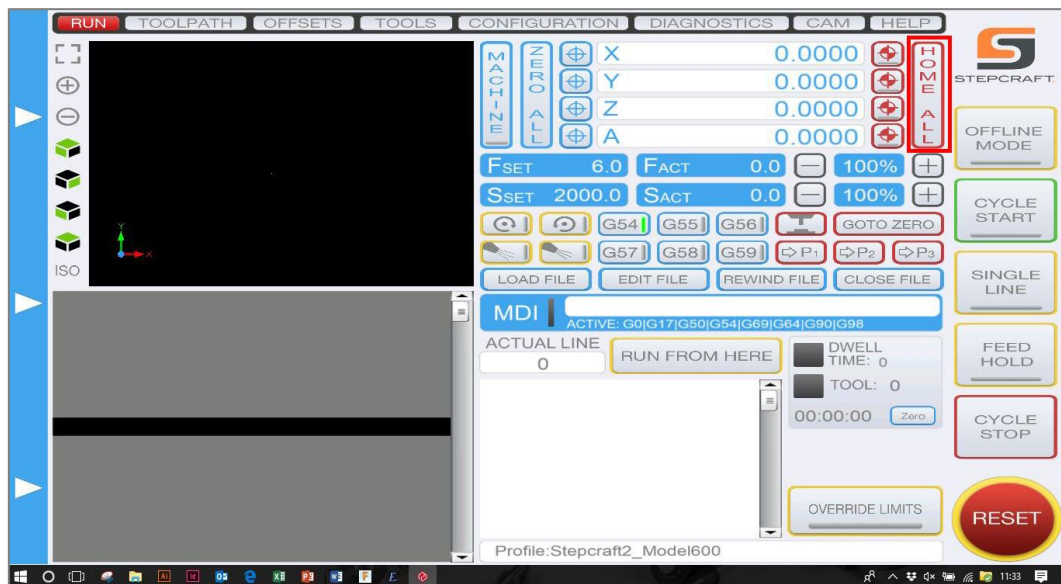 RUN TOOLPATH OFFSETS TOOLS CONFIGURATION DIAGNOSTICS CAM HELP
STEPCRAFT
MACHINE
ZERO ALL
X 0.0000
Y 0.0000
Z 0.0000
A 0.0000
HOME ALL
OFFLINE
MODE
FSET 6.0 FACT 0.0 100%
SSET 2000.0 SACT 0.0 100%
CYCLE
START
G54 G55 G56 GOTO ZERO
G57 G58 G59 P1 P2 P3
Y
X
ISO
LOAD FILE EDIT FILE REWIND FILE CLOSE FILE
SINGLE
LINE
MDI
ACTIVE: G0|G17|G50|G54|G69|G64|G90|G98
ACTUAL LINE
0
RUN FROM HERE
DWELL
TIME: 0
TOOL: 0
00:00:00 Zero
FEED
HOLD
CYCLE
STOP
OVERRIDE LIMITS
RESET
Profile:Stepcraft2_Model600
11:33